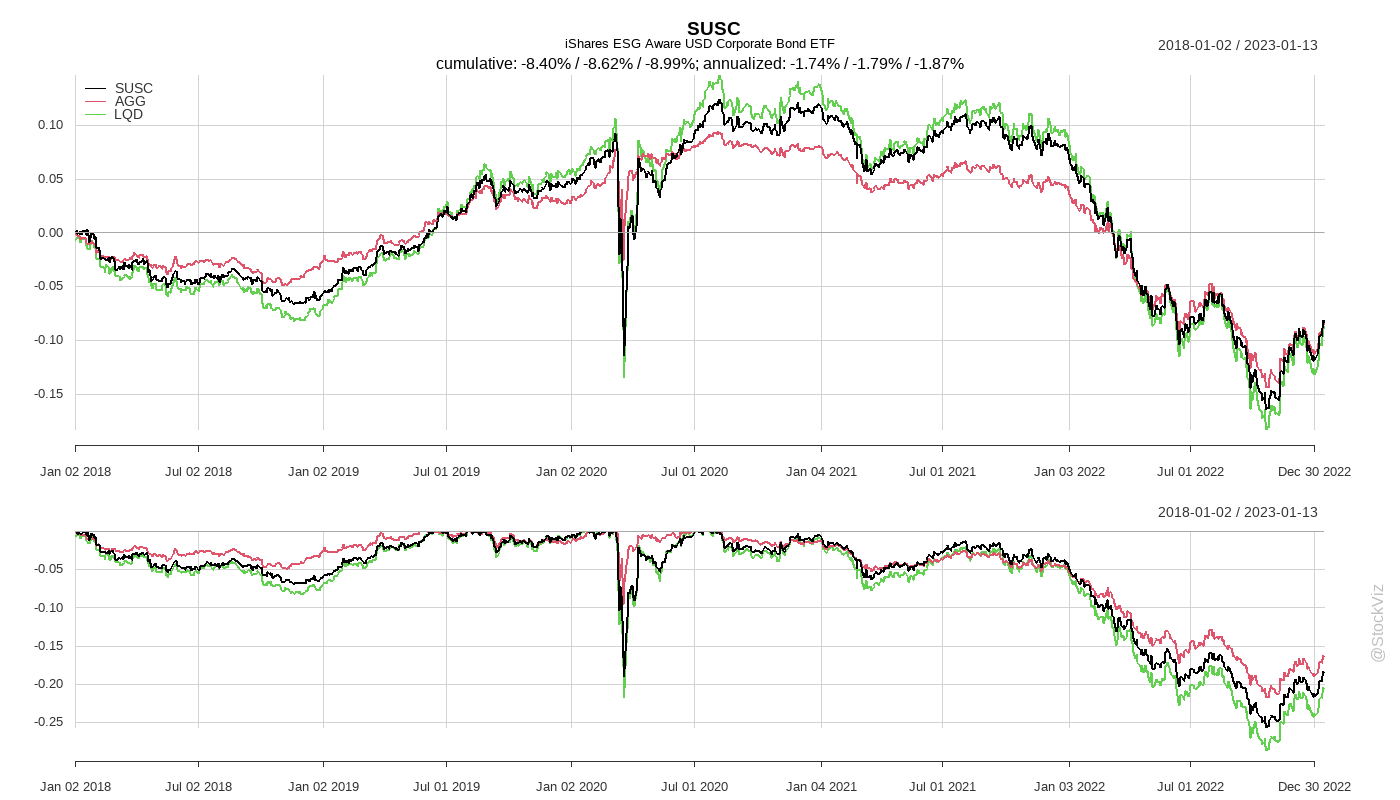 SUSC
iShares ESG Aware USD Corporate Bond ETF
2018-01-02 / 2023-01-13
cumulative: -8.40% / -8.62% / -8.99%; annualized: -1.74% / -1.79% / -1.87%
SUSC
AGG
LQD
0.10
0.05
0.00
-0.05
-0.10
-0.15
Jan 02 2018 Jul 02 2018 Jan 02 2019 Jul 01 2019 Jan 02 2020 Jul 01 2020 Jan 04 2021 Jul 01 2021 Jan 03 2022 Jul 01 2022 Dec 30 2022
2018-01-02 / 2023-01-13
-0.05
-0.10
-0.15
-0.20
-0.25
Jan 02 2018 Jul 02 2018 Jan 02 2019 Jul 01 2019 Jan 02 2020 Jul 01 2020 Jan 04 2021 Jul 01 2021 Jan 03 2022 Jul 01 2022 Dec 30 2022
@StockViz